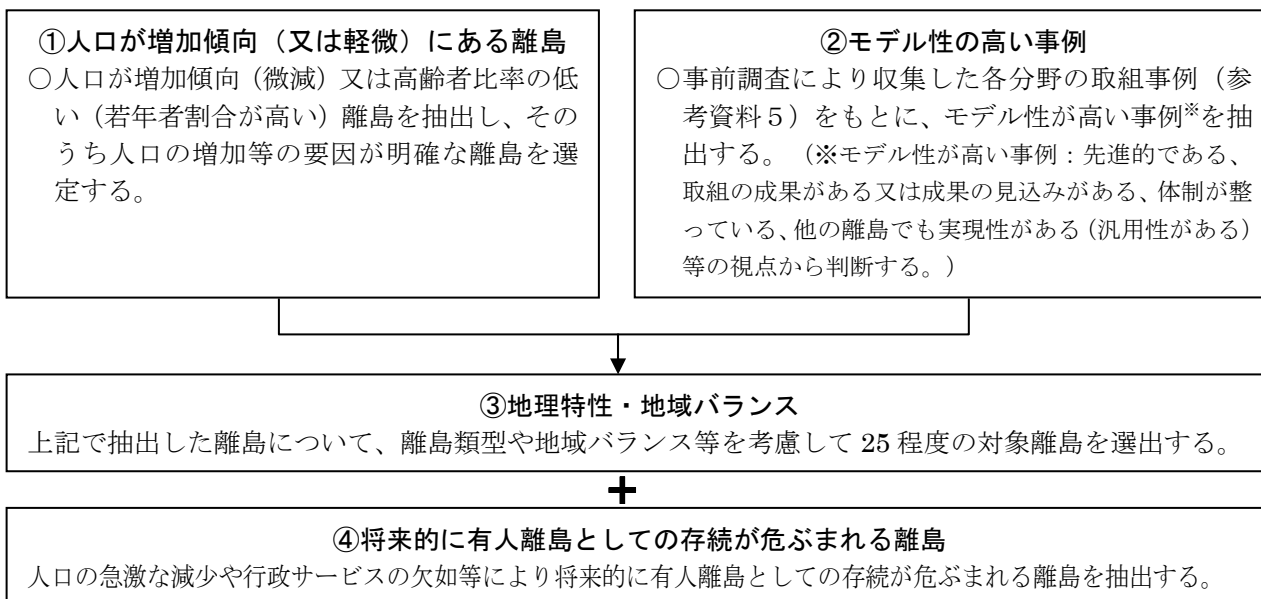 ①人口が増加傾向（又は軽微）にある離島
○人口が増加傾向（微減）又は高齢者比率の低
い（若年者割合が高い）離島を抽出し、そのう
ち人口の増加等の要因が明確な離島を選
定する。
②モデル性の高い事例
○事前調査により収集した各分野の取組事例（参
考資料５）をもとに、モデル性が高い事例※を抽
出する。（※モデル性が高い事例：先進的である、
取組の成果がある又は成果の見込みがある、体制が整
っている、他の離島でも実現性がある（汎用性がある）
等の視点から判断する。）
③地理特性・地域バランス
上記で抽出した離島について、離島類型や地域バランス等を考慮して 25 程度の対象離島を選出する。
+
④将来的に有人離島としての存続が危ぶまれる離島
人口の急激な減少や行政サービスの欠如等により将来的に有人離島としての存続が危ぶまれる離島を抽出する。